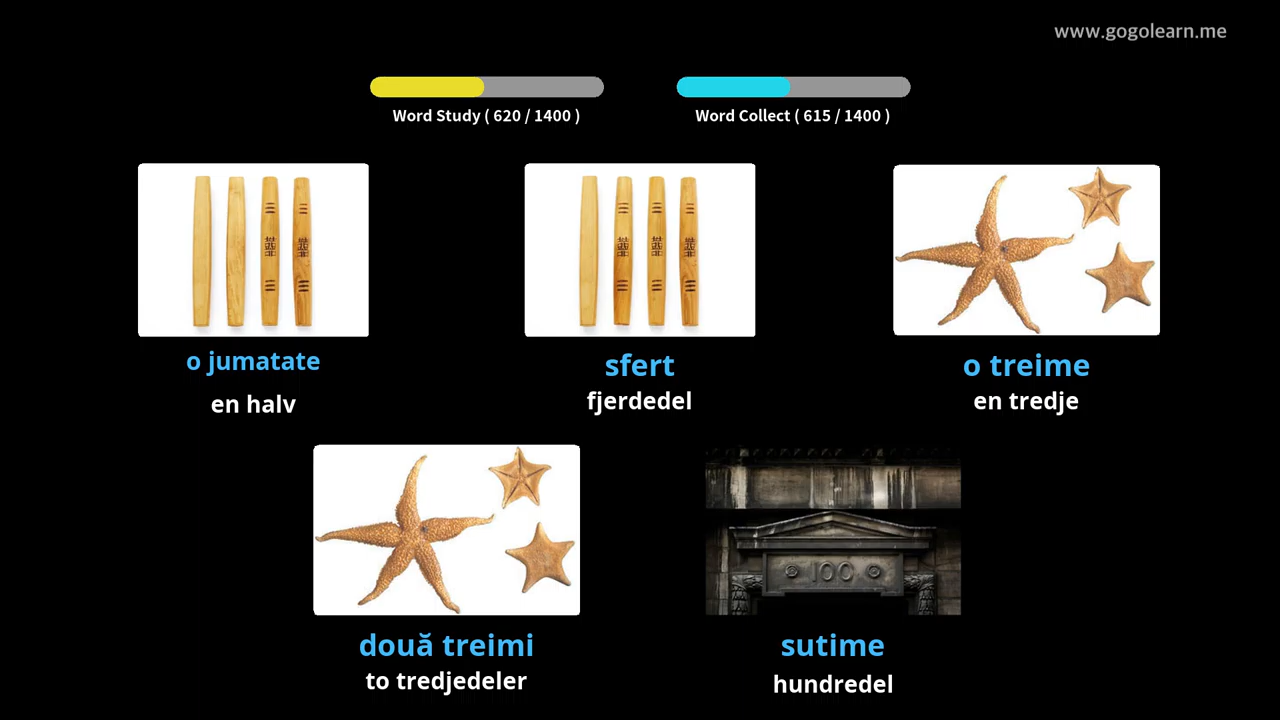 www.gogolearn.me
Word Study ( 620 / 1400 )
Word Collect ( 615 / 1400 )
o jumatate
en halv
sfert
fjerdedel
o treime
en tredje
100
două treimi
to tredjedeler
sutime
hundredel